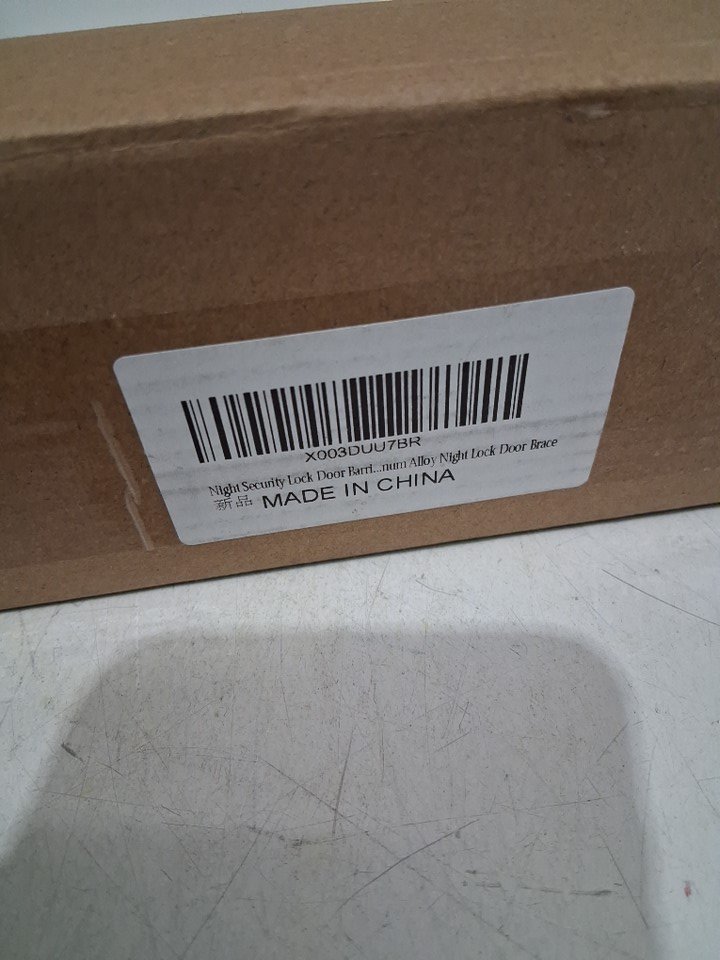 X003DUU7BR
Night Security Lock Door Barri...num Alloy Night Lock Door Brace
新品 MADE IN CHINA